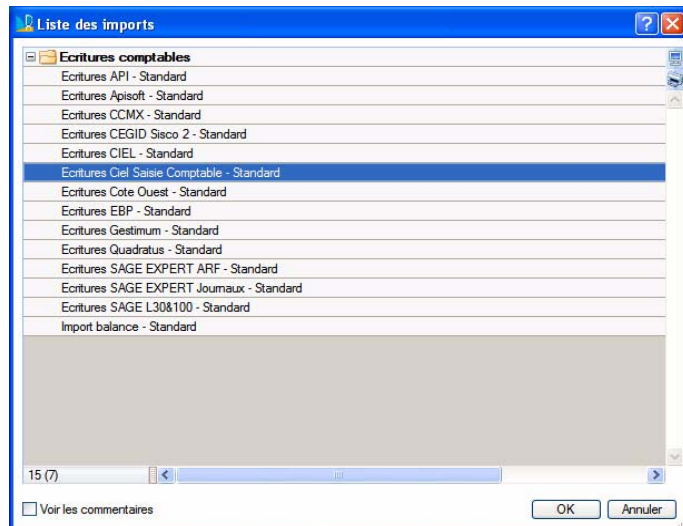 Liste des imports
Ecritures comptables
Ecritures API - Standard
Ecritures Apisoft - Standard
Ecritures CCMX - Standard
Ecritures CEGID Sisco 2 - Standard
Ecritures CIEL - Standard
Ecritures Ciel Saisie Comptable - Standard
Ecritures Cote Ouest - Standard
Ecritures EBP - Standard
Ecritures Gestimum - Standard
Ecritures Quadratus - Standard
Ecritures SAGE EXPERT ARF - Standard
Ecritures SAGE EXPERT Journaux - Standard
Ecritures SAGE L30&100 - Standard
Import balance - Standard
15 (7)
Voir les commentaires OK Annuler